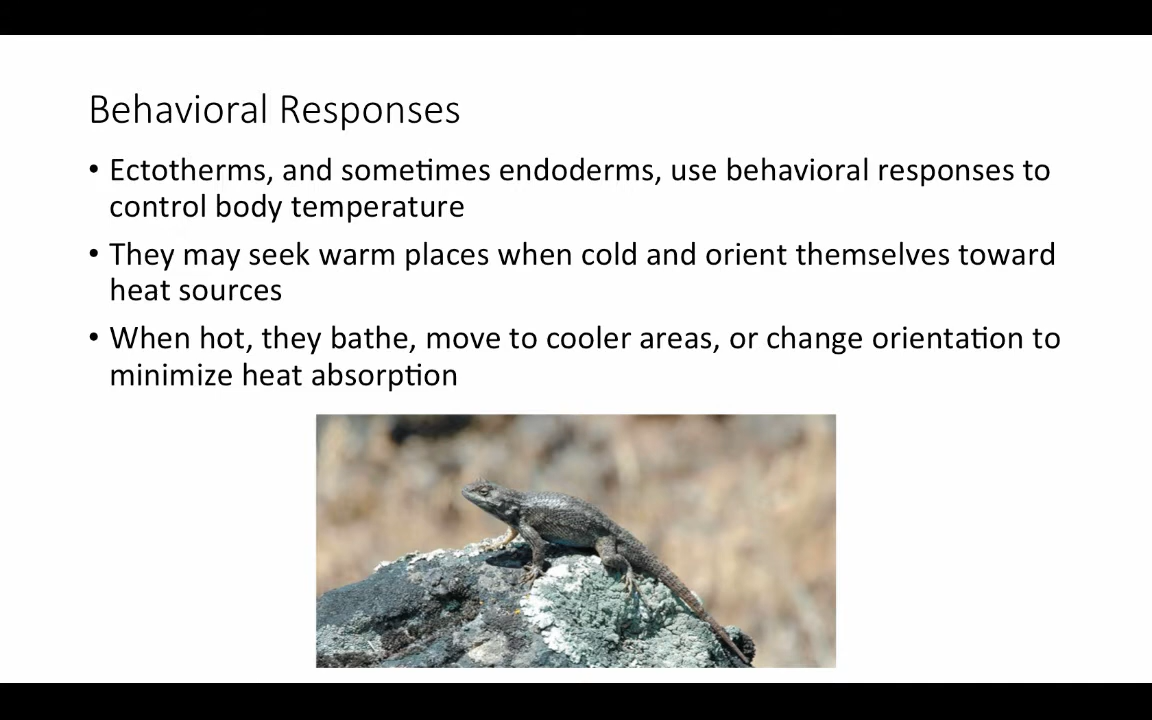 Behavioral Responses
• Ectotherms, and sometimes endoderms, use behavioral responses to
control body temperature
• They may seek warm places when cold and orient themselves toward
heat sources
• When hot, they bathe, move to cooler areas, or change orientation to
minimize heat absorption